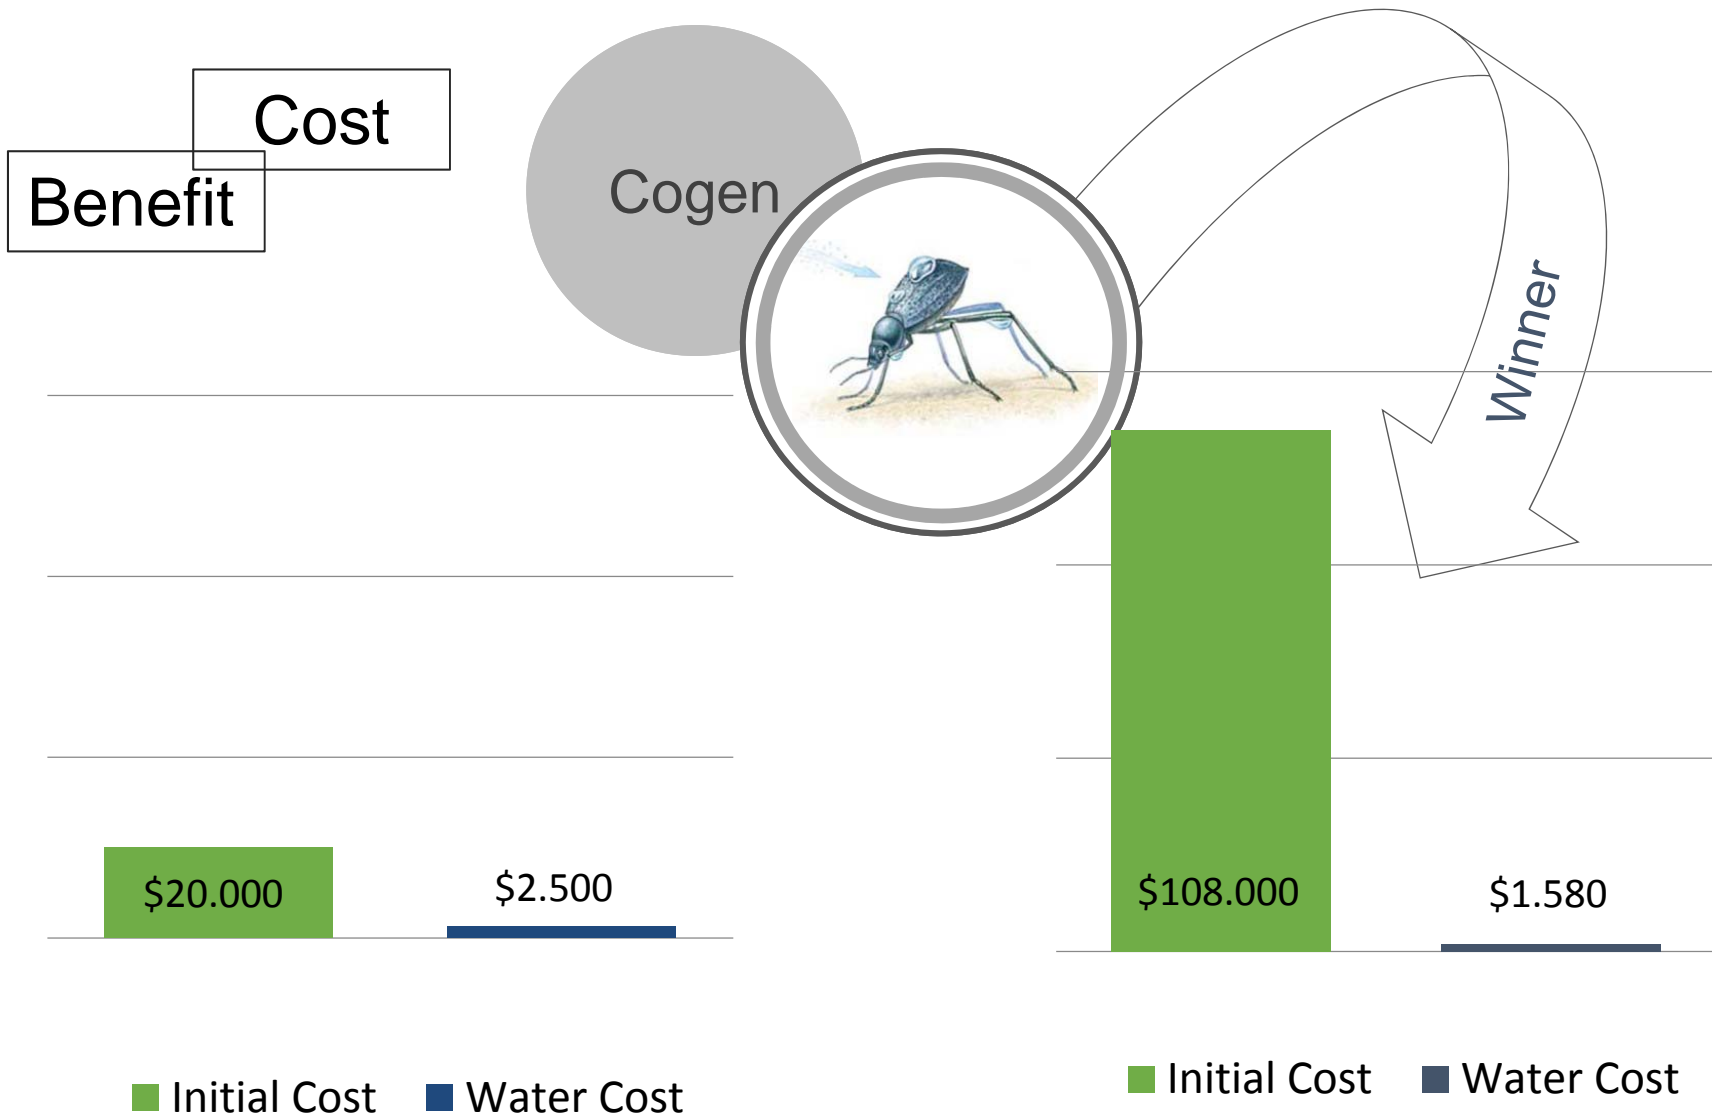 Cost
Benefit
Cogen
Winner
$20.000
$2.500
$108.000
$1.580
Initial Cost
Water Cost
Initial Cost
Water Cost